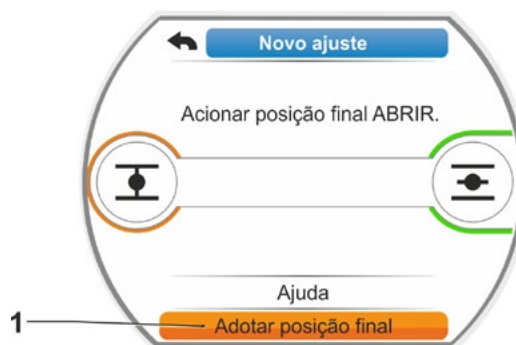 Novo ajuste
Acionar posição final ABRIR.
Ajuda
1
Adotar posição final